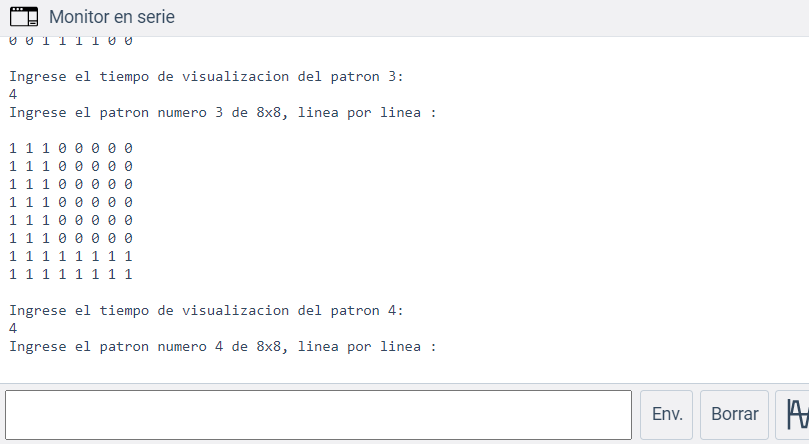 Monitor en serie
0 0 1 1 1 1 0 0
Ingrese el tiempo de visualizacion del patron 3:
4
Ingrese el patron numero 3 de 8x8, linea por linea :
1 1 1 0 0 0 0 0
1 1 1 0 0 0 0 0
1 1 1 0 0 0 0 0
1 1 1 0 0 0 0 0
1 1 1 0 0 0 0 0
1 1 1 0 0 0 0 0
1 1 1 1 1 1 1 1
1 1 1 1 1 1 1 1
Ingrese el tiempo de visualizacion del patron 4:
4
Ingrese el patron numero 4 de 8x8, linea por linea :
Env. Borrar